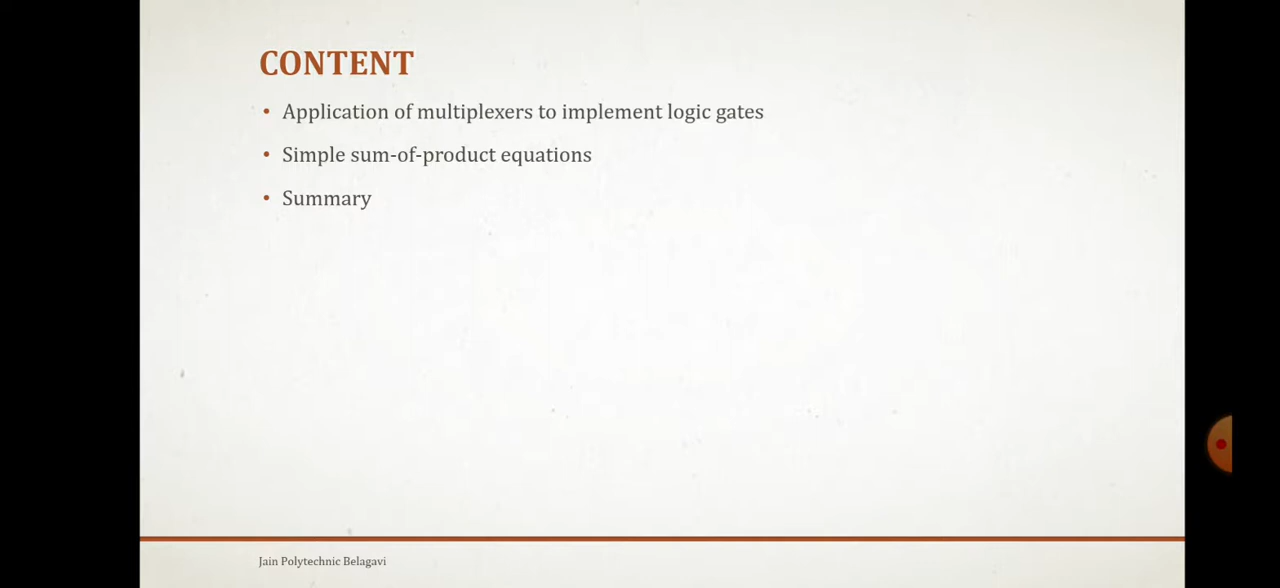 CONTENT
• Application of multiplexers to implement logic gates
• Simple sum-of-product equations
• Summary
Jain Polytechnic Belagavi